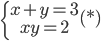 { x + y = 3
xy = 2 (*)